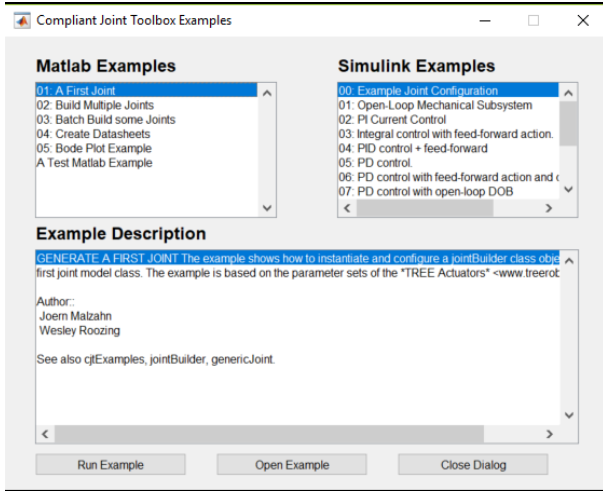 Compliant Joint Toolbox Examples
Matlab Examples
01: A First Joint
02: Build Multiple Joints
03: Batch Build some Joints
04: Create Datasheets
05: Bode Plot Example
A Test Matlab Example
Simulink Examples
00: Example Joint Configuration
01: Open-Loop Mechanical Subsystem
02: PI Current Control
03: Integral control with feed-forward action.
04: PID control + feed-forward
05: PD control.
06: PD control with feed-forward action and
07: PD control with open-loop DOB
Example Description
GENERATE A FIRST JOINT The example shows how to instantiate and configure a jointBuilder class obje
first joint model class. The example is based on the parameter sets of the *TREE Actuators* <www.treerob
Author::
Joern Malzahn
Wesley Roozing
See also cjtExamples, jointBuilder, genericJoint.
Run Example
Open Example
Close Dialog